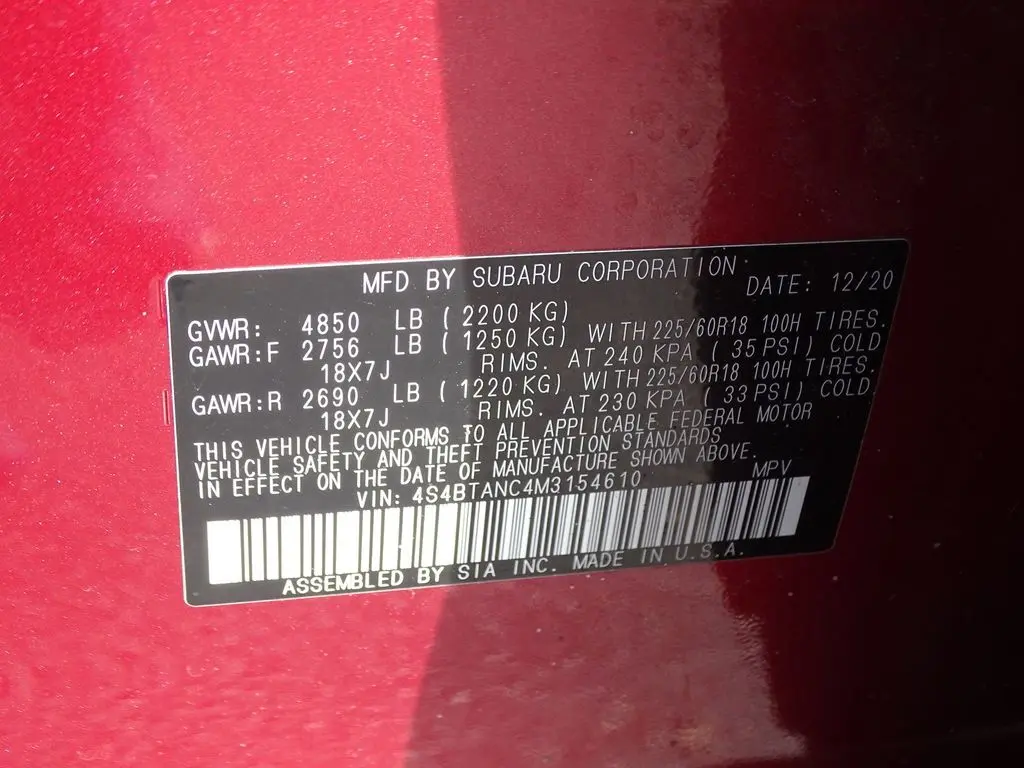 MFD BY SUBARU CORPORATION DATE: 12/20
GVWR: 4850 LB (2200 KG)
GAWR:F 2756 LB (1250 KG) WITH 225/60R18 100H TIRES.
18X7J RIMS. AT 240 KPA (35 PSI) COLD
GAWR:R 2690 LB (1220 KG) WITH 225/60R18 100H TIRES.
18X7J RIMS. AT 230 KPA (33 PSI) COLD
THIS VEHICLE CONFORMS TO ALL APPLICABLE FEDERAL MOTOR
VEHICLE SAFETY AND THEFT PREVENTION STANDARDS
IN EFFECT ON THE DATE OF MANUFACTURE SHOWN ABOVE.
VIN: 4S4BTANC4M3154610 MPV
ASSEMBLED BY SIA INC. MADE IN U.S.A.